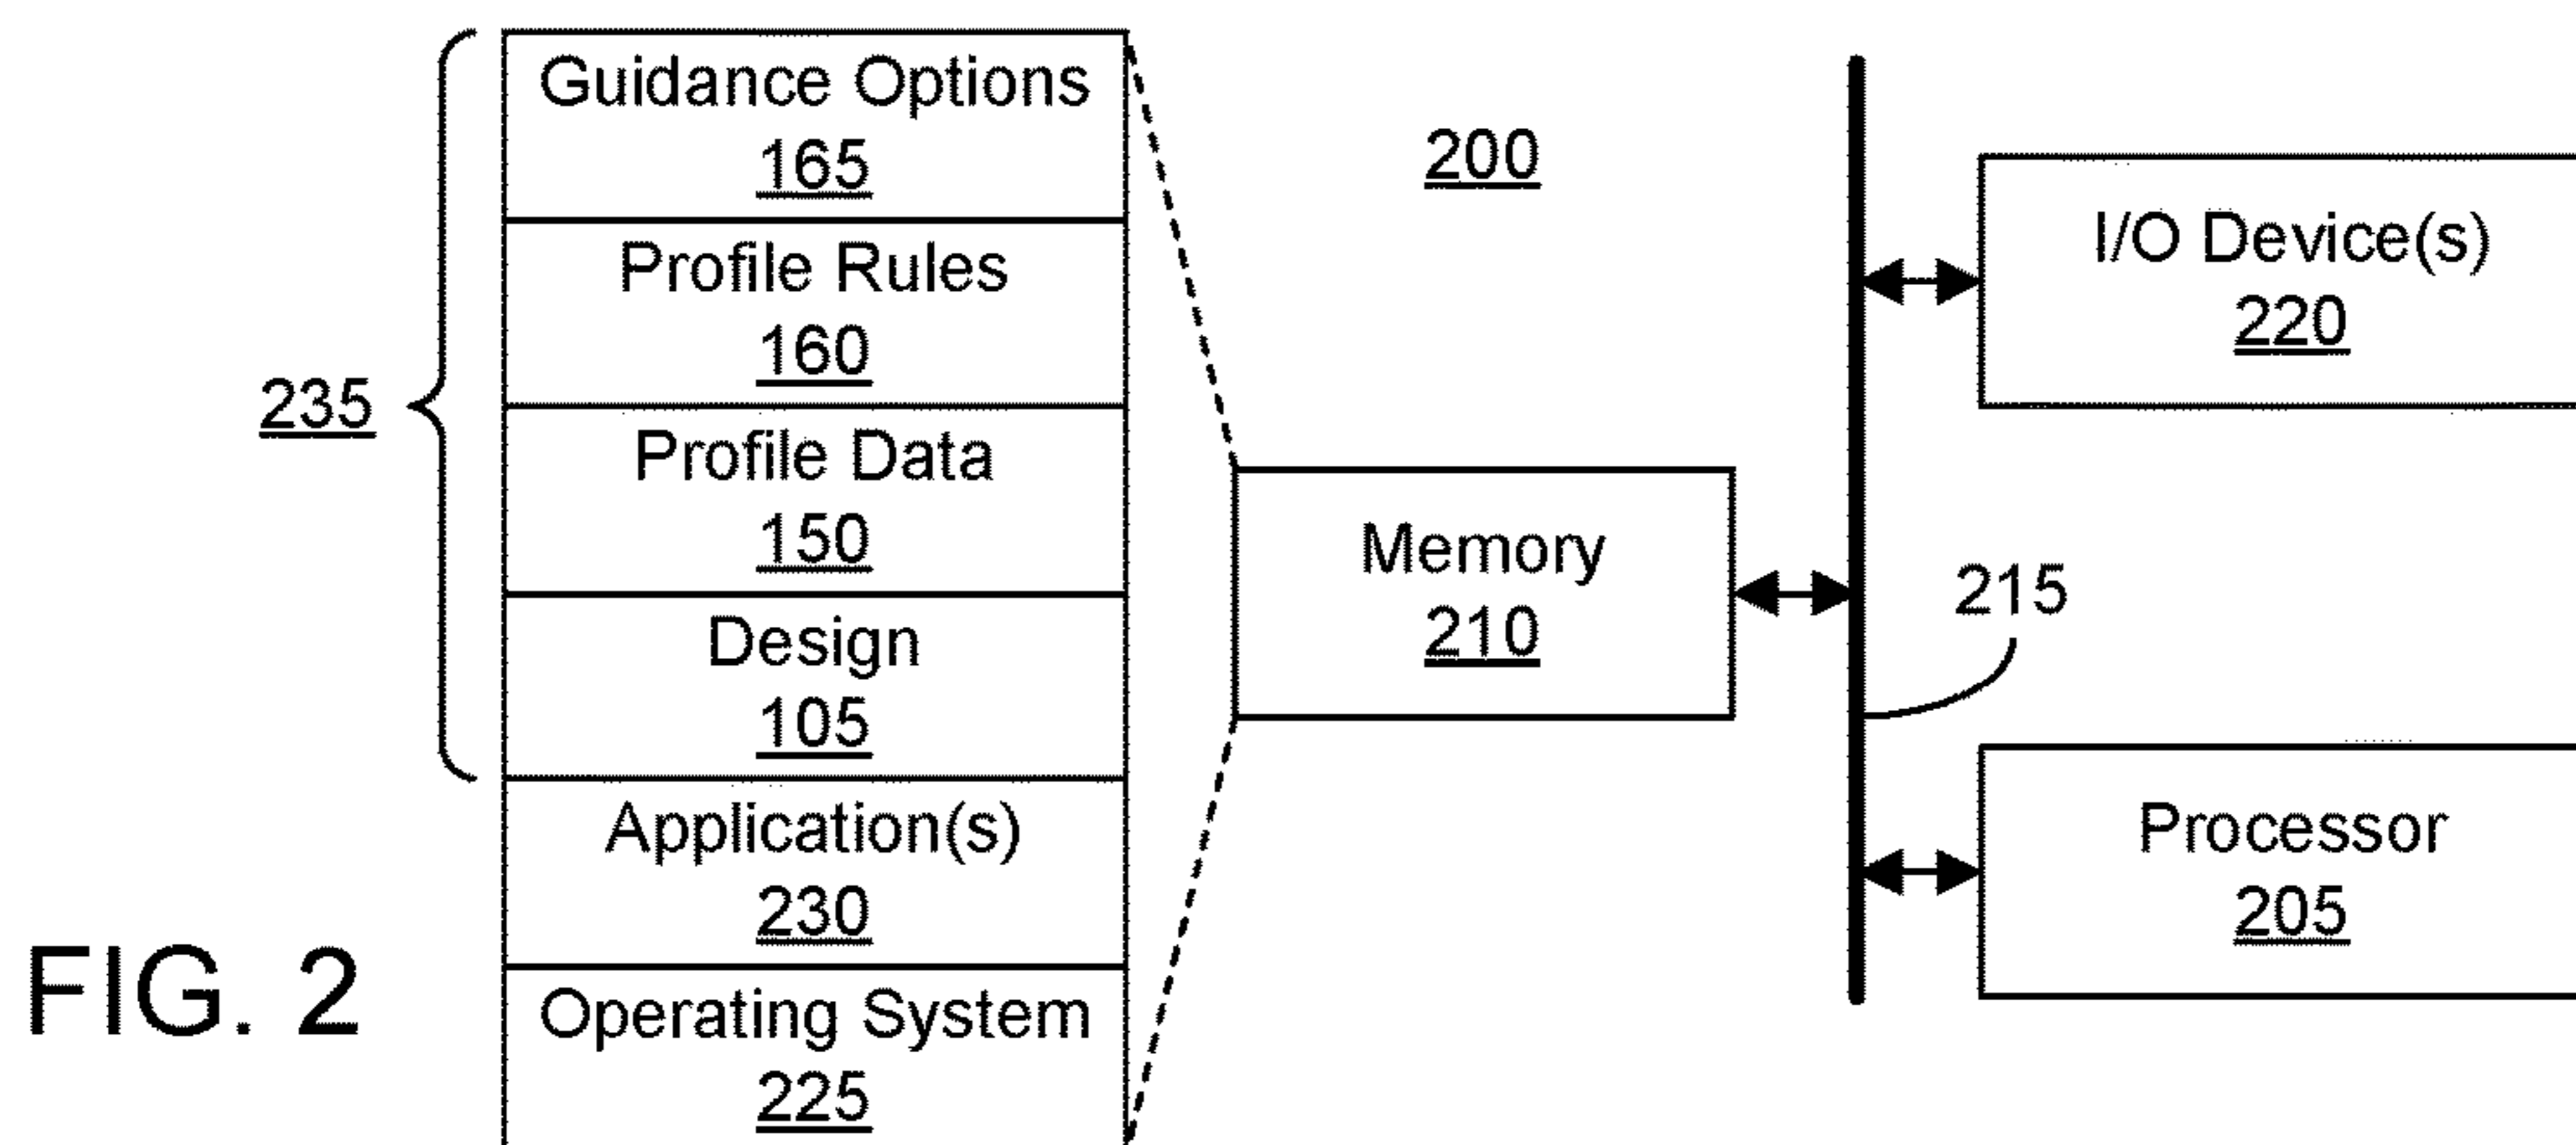 Guidance Options
165
Profile Rules
160
Profile Data
150
Design
105
Application(s)
230
Operating System
225
235
200
Memory
210
I/O Device(s)
220
215
Processor
205
FIG. 2